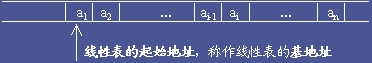 a1 a2 ... ai-1 ai ... an
线性表的起始地址，称作线性表的基地址